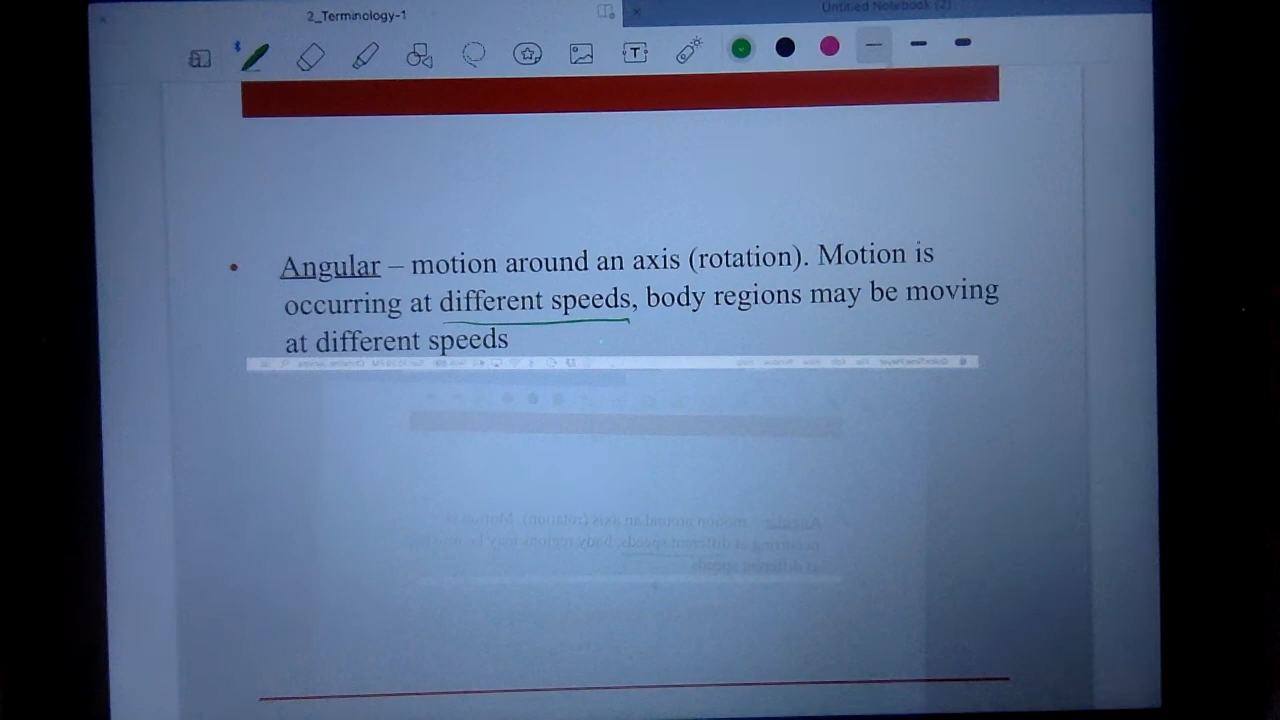 2_Terminology-1
Untitled Notebook (2)
T
• Angular – motion around an axis (rotation). Motion is
occurring at different speeds, body regions may be moving
at different speeds